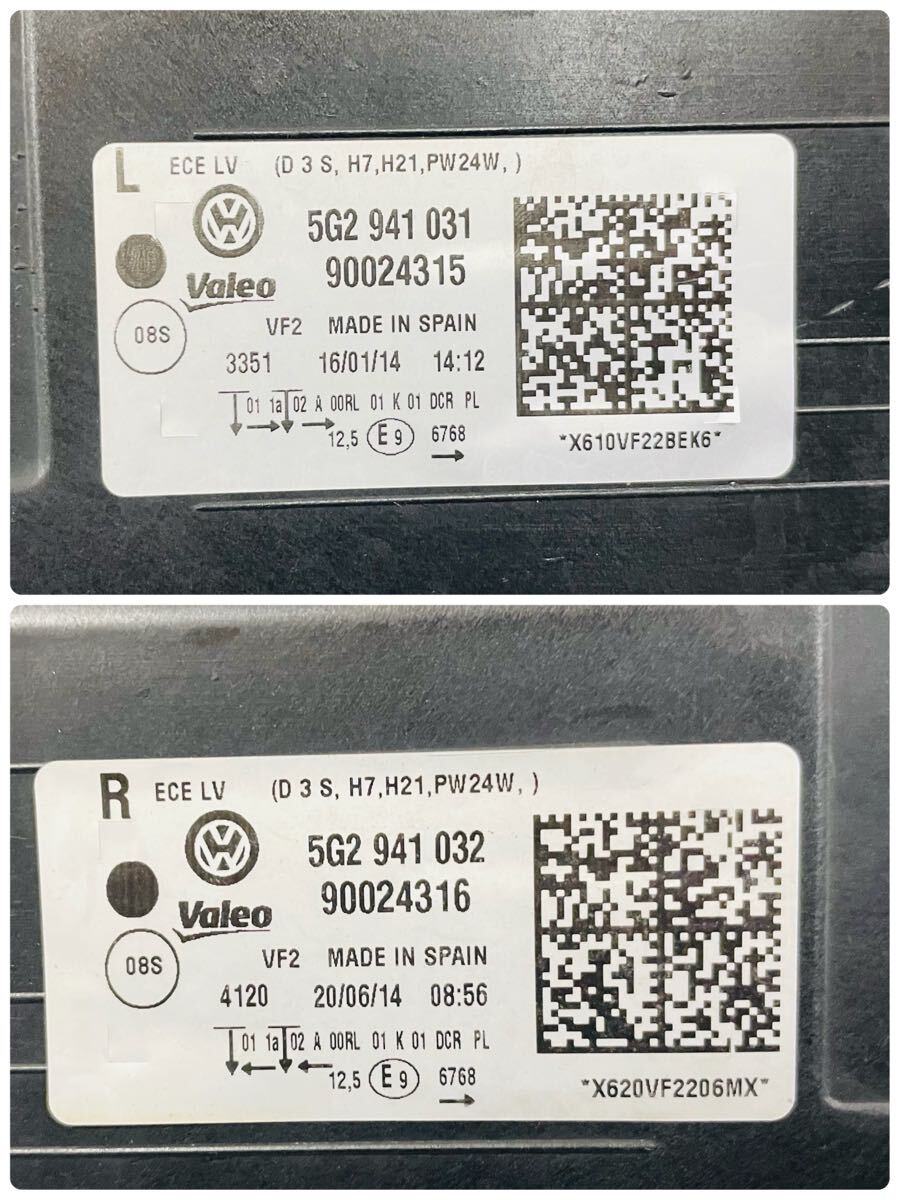 L ECE LV (D 3 S, H7,H21,PW24W, )
5G2 941 031
90024315
Valeo
08S
VF2 MADE IN SPAIN
3351 16/01/14 14:12
01 1a 02 A 00RL 01 K 01 DCR PL
12,5 E9 6768
*X610VF22BEK6*
R ECE LV (D 3 S, H7,H21,PW24W, )
5G2 941 032
90024316
Valeo
08S
VF2 MADE IN SPAIN
4120 20/06/14 08:56
01 1a 02 A 00RL 01 K 01 DCR PL
12,5 E9 6768
*X620VF2206MX*